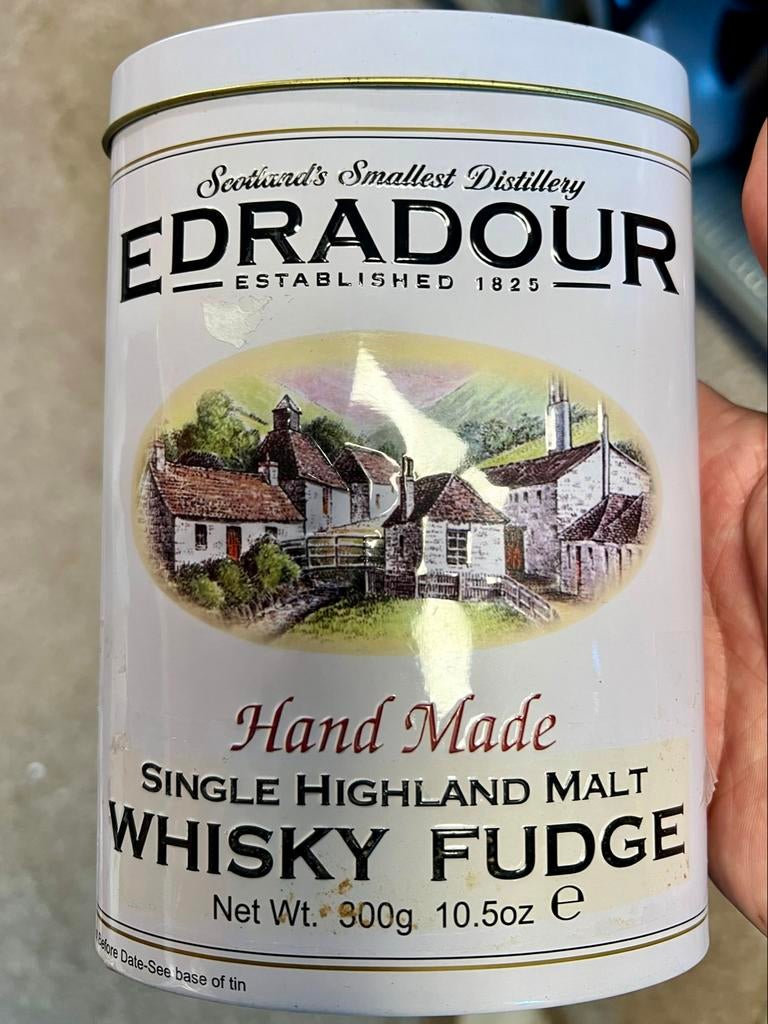 Scotland's Smallest Distillery
EDRADOUR
ESTABLISHED 1825
Hand Made
SINGLE HIGHLAND MALT
WHISKY FUDGE
Net Wt. 300g 10.5oz e
Before Date-See base of tin